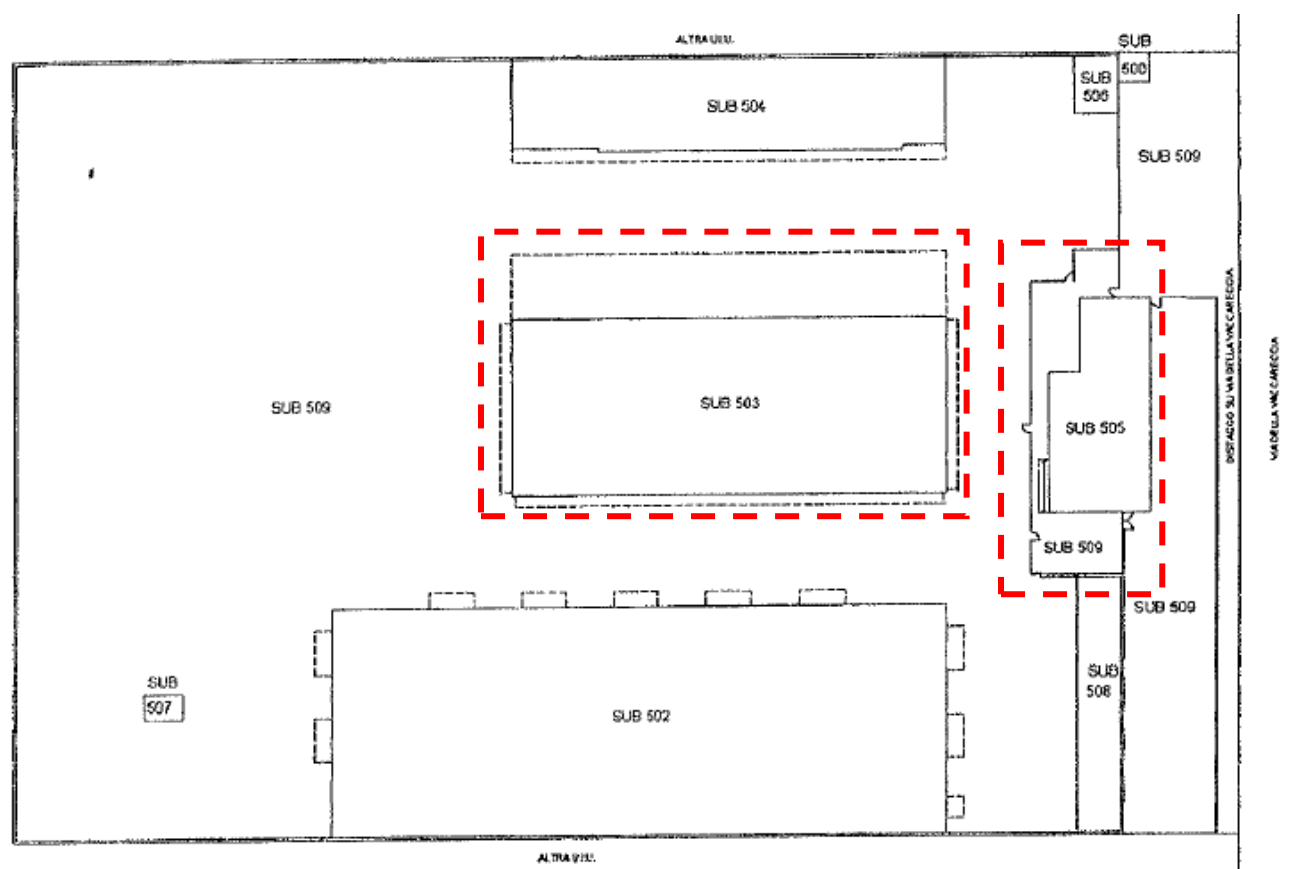 ALTRA U.I.U.
SUB
500
SUB
506
SUB 504
SUB 509
SUB 509
SUB 503
SUB 505
DISTACCO SU VIA DELLA VACCARECCIA
VIA DELLA VACCARECCIA
SUB 509
SUB 509
SUB
507
SUB 502
SUB
508
ALTRA U.I.U.